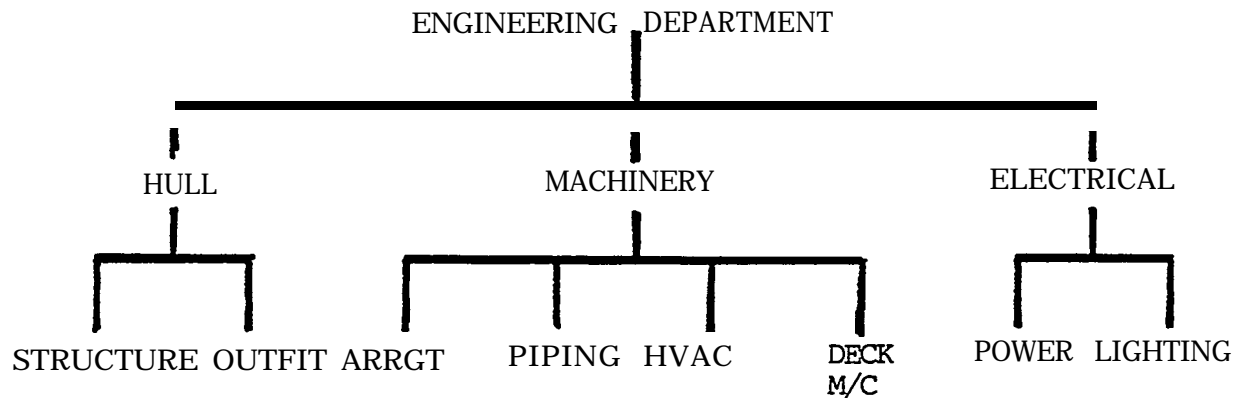 ENGINEERING DEPARTMENT
HULL MACHINERY ELECTRICAL
STRUCTURE OUTFIT ARRGT PIPING HVAC DECK M/C POWER LIGHTING